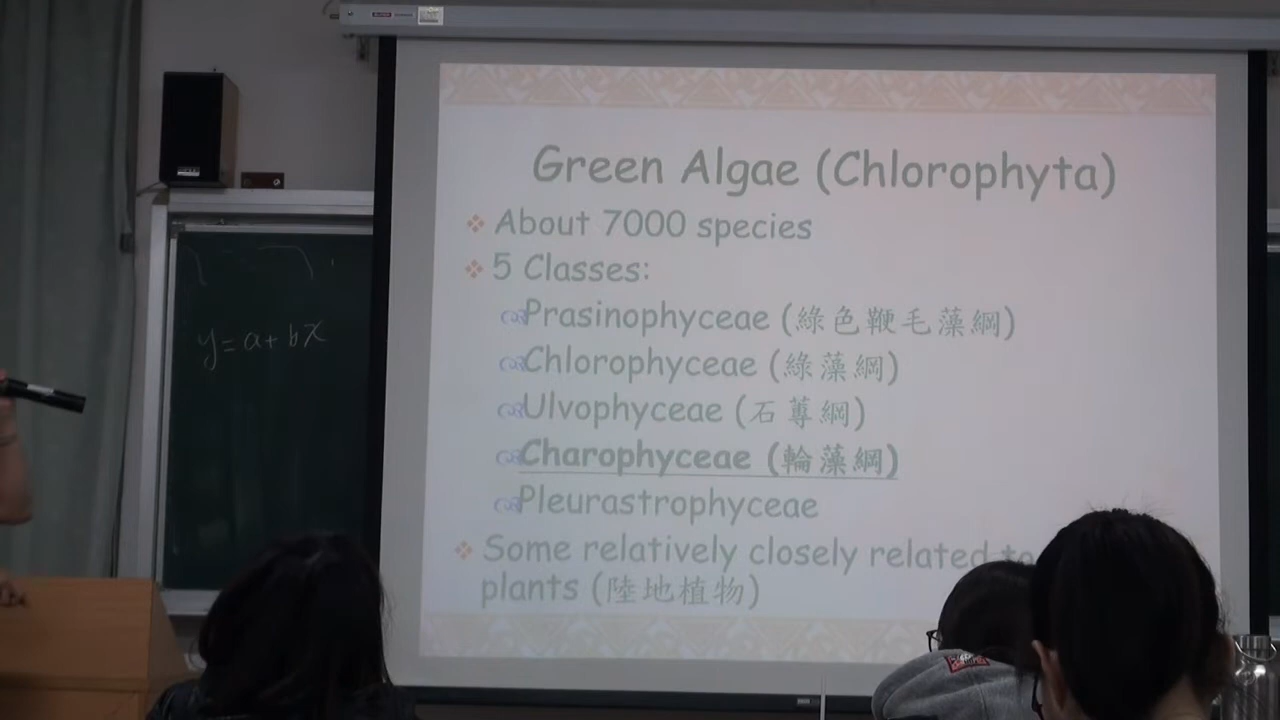 Green Algae (Chlorophyta)
About 7000 species
5 Classes:
Prasinophyceae (綠色鞭毛藻綱)
Chlorophyceae (綠藻綱)
Ulvophyceae (石蓴綱)
Charophyceae (輪藻綱)
Pleurastrophyceae
Some relatively closely related to
plants (陸地植物)
y=a+bx